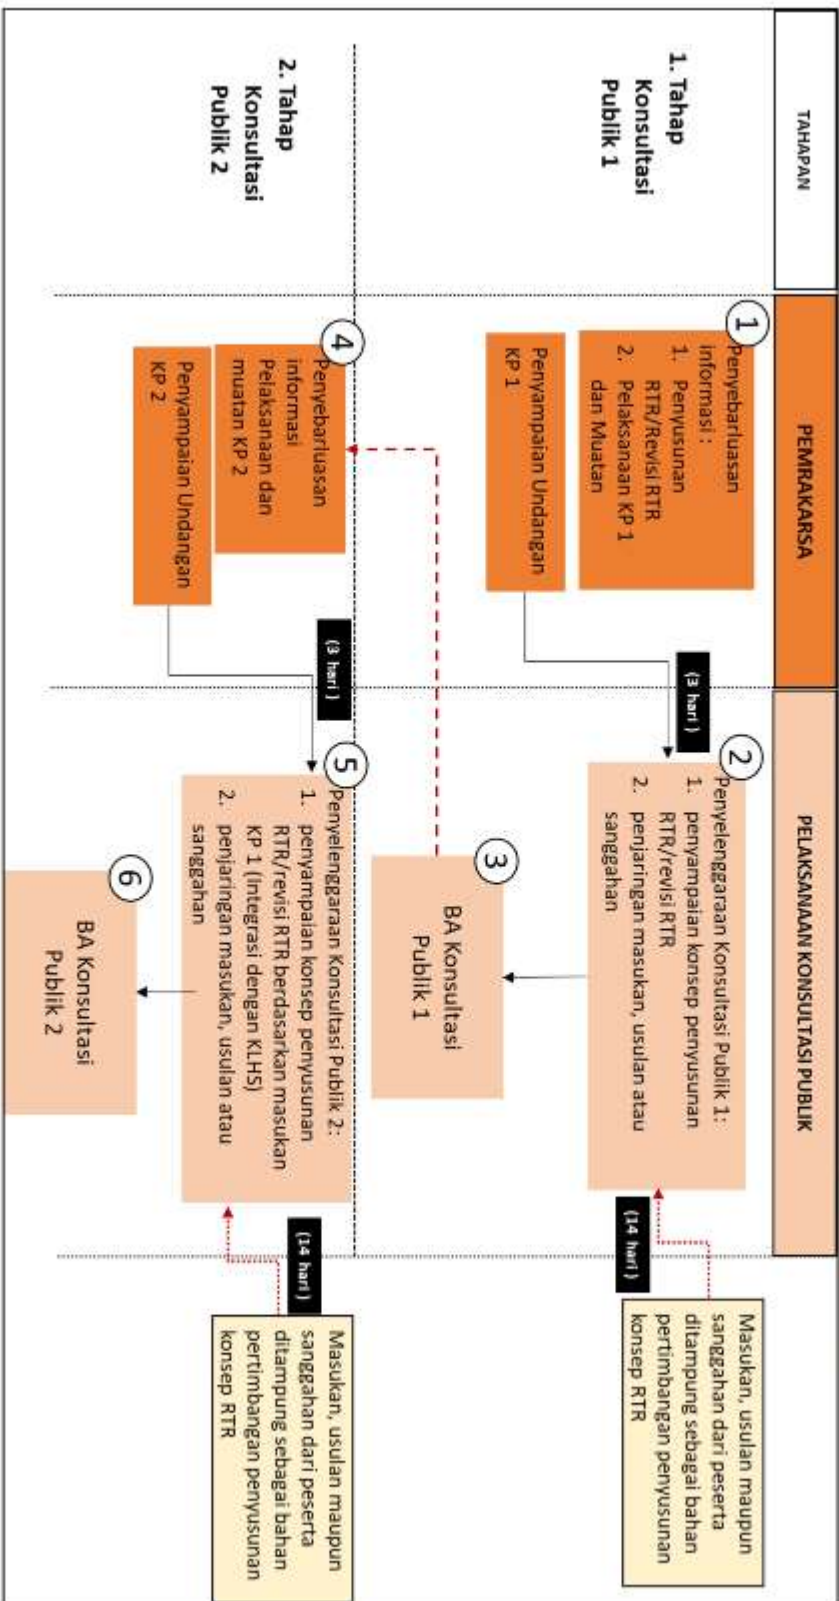 TAHAPAN
PEMRAKARSA
PELAKSANAAN KONSULTASI PUBLIK
1. Tahap
Konsultasi
Publik 1
1
Penyebarluasan
informasi :
1. Penyusunan
RTR/Revisi RTR
2. Pelaksanaan KP 1
dan Muatan
Penyampaian Undangan
KP 1
(3 hari )
2
Penyelenggaraan Konsultasi Publik 1:
1. penyampaian konsep penyusunan
RTR/revisi RTR
2. penjaringan masukan, usulan atau
sanggahan
(14 hari )
Masukan, usulan maupun
sanggahan dari peserta
ditampung sebagai bahan
pertimbangan penyusunan
konsep RTR
3
BA Konsultasi
Publik 1
2. Tahap
Konsultasi
Publik 2
4
Penyebarluasan
informasi
Pelaksanaan dan
muatan KP 2
Penyampaian Undangan
KP 2
(3 hari )
5
Penyelenggaraan Konsultasi Publik 2:
1. penyampaian konsep penyusunan
RTR/revisi RTR berdasarkan masukan
KP 1 (Integrasi dengan KLHS)
2. penjaringan masukan, usulan atau
sanggahan
(14 hari )
Masukan, usulan maupun
sanggahan dari peserta
ditampung sebagai bahan
pertimbangan penyusunan
konsep RTR
6
BA Konsultasi
Publik 2